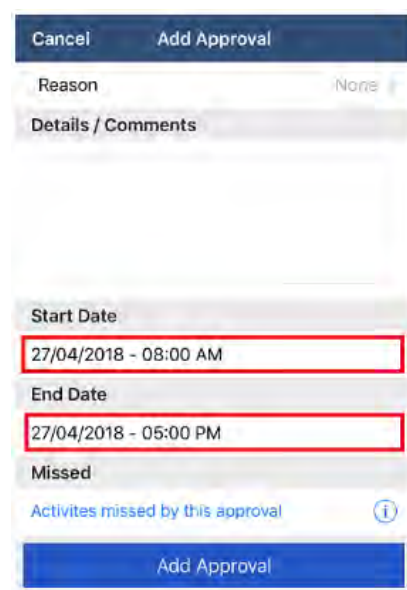 Cancel Add Approval
Reason None
Details / Comments
Start Date
27/04/2018 - 08:00 AM
End Date
27/04/2018 - 05:00 PM
Missed
Activites missed by this approval
Add Approval